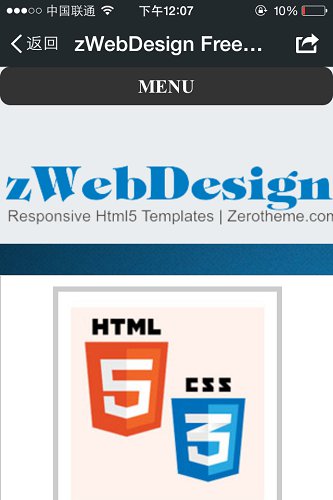 中国联通 下午12:07 10%
返回 zWebDesign Free...
MENU
zWebDesign
Responsive Html5 Templates | Zerotheme.com
HTML
5
CSS
3